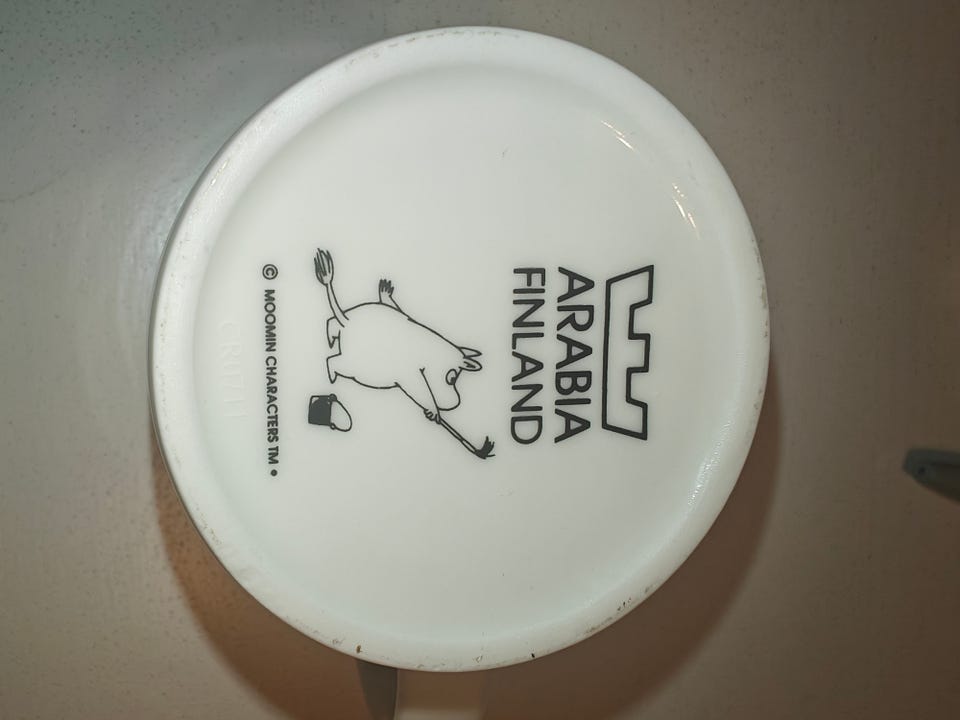 ARABIA
FINLAND
© MOOMIN CHARACTERS TM •